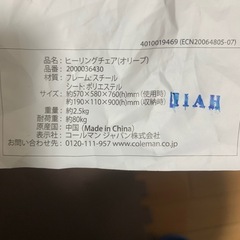 4010019469 (ECN20064805-07)
品名：ヒーリングチェア(オリーブ)
品番：2000036430
材質：フレーム：スチール
シート：ポリエステル
サイズ：約570×580×760(h)mm（使用時）
約190×110×900(h)mm（収納時）
重量：約2.5kg
耐荷重：約80kg
原産国：中国（Made in China）
表示社：コールマン ジャパン株式会社
お問い合わせ先：0120-111-957 www.coleman.co.jp
HAIH